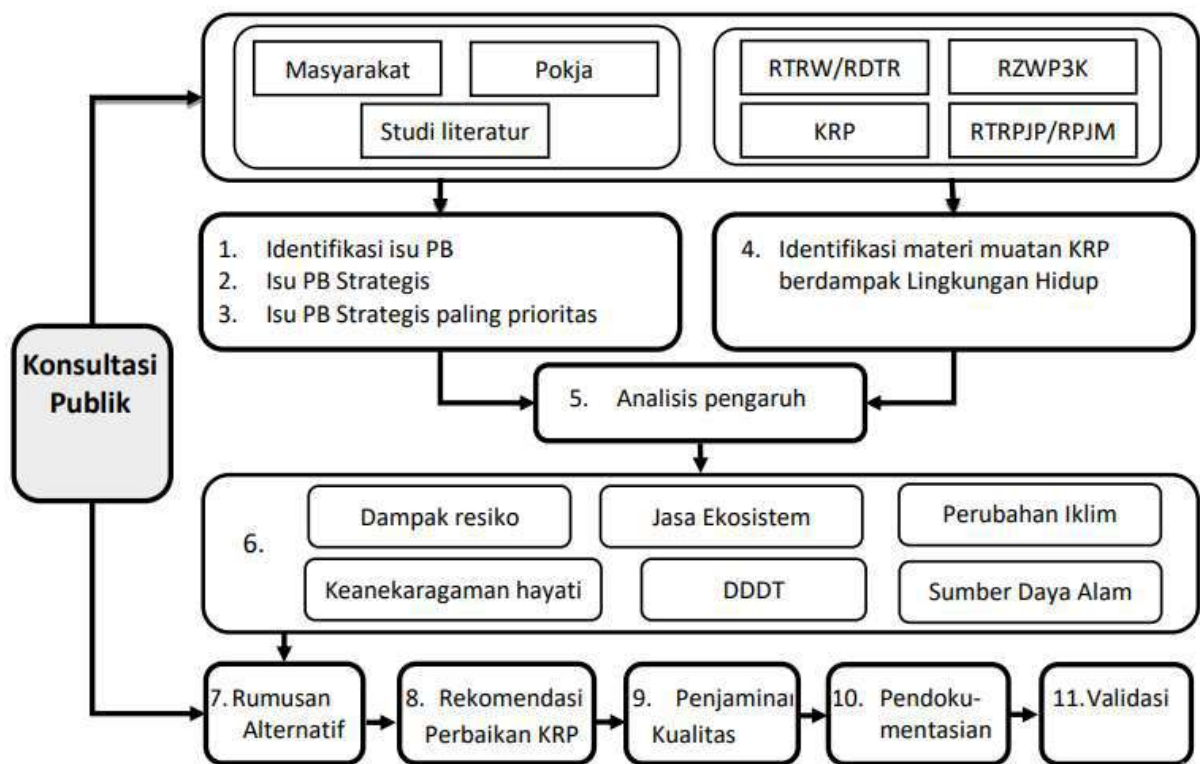 Masyarakat
Pokja
Studi literatur
RTRW/RDTR
RZWP3K
KRP
RTRPJP/RPJM
1. Identifikasi isu PB
2. Isu PB Strategis
3. Isu PB Strategis paling prioritas
4. Identifikasi materi muatan KRP
berdampak Lingkungan Hidup
Konsultasi
Publik
5. Analisis pengaruh
6.
Dampak resiko
Jasa Ekosistem
Perubahan Iklim
Keanekaragaman hayati
DDDT
Sumber Daya Alam
7. Rumusan
Alternatif
8. Rekomendasi
Perbaikan KRP
9. Penjaminan
Kualitas
10. Pendoku-
mentasian
11. Validasi